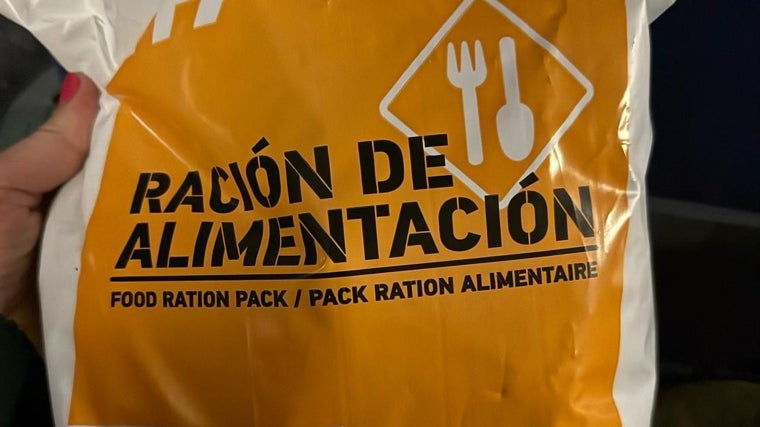 RACIÓN DE
ALIMENTACIÓN
FOOD RATION PACK / PACK RATION ALIMENTAIRE